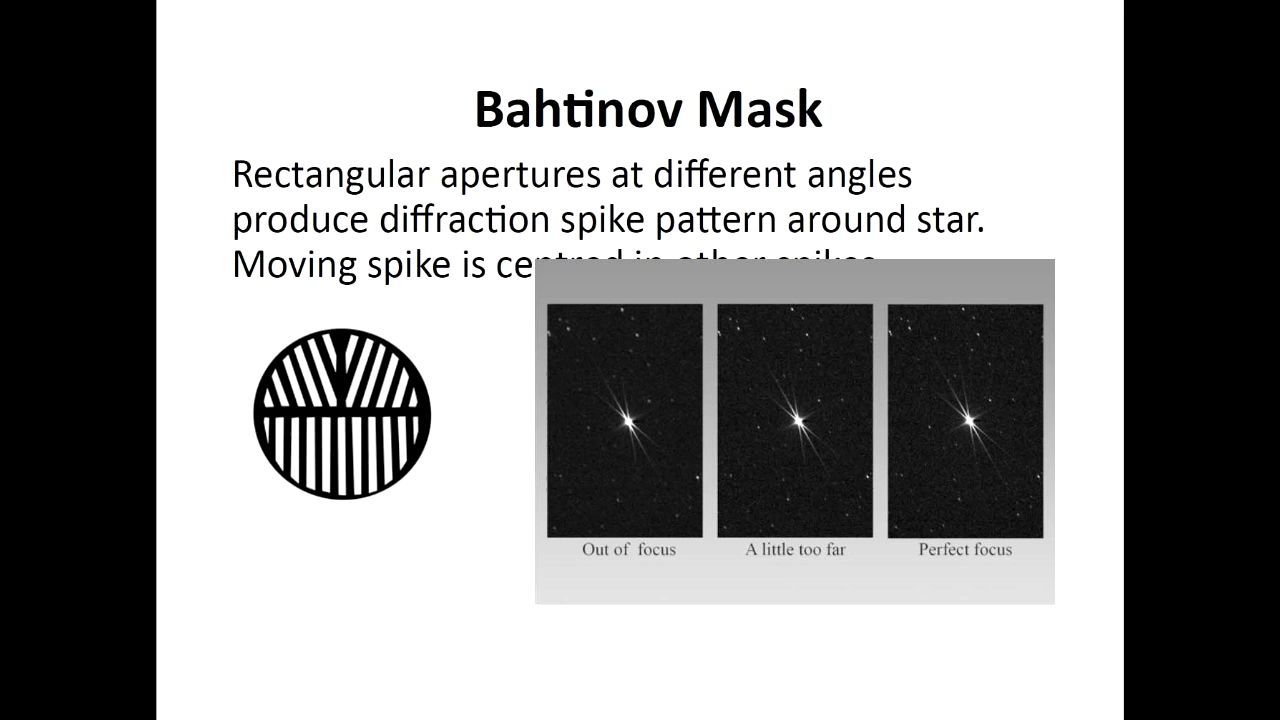 Bahtinov Mask
Rectangular apertures at different angles
produce diffraction spike pattern around star.
Moving spike is centred in other spikes
Out of focus
A little too far
Perfect focus